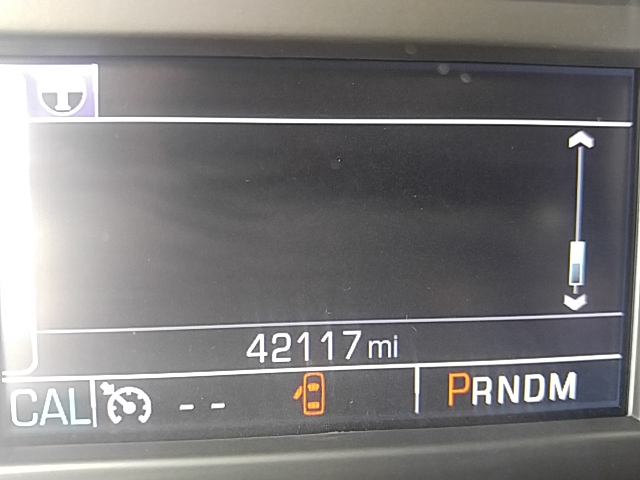 42117 mi
CAL -- PRNDM